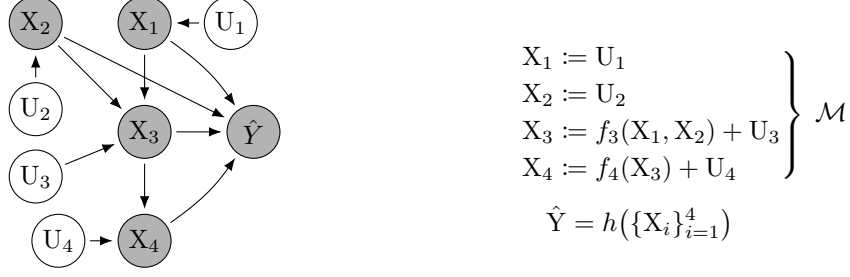 X₂ X₁ U₁
U₂
X₃ Ŷ
U₃
U₄ X₄
X₁ ≔ U₁
X₂ ≔ U₂
X₃ ≔ f₃(X₁, X₂) + U₃
X₄ ≔ f₄(X₃) + U₄
ℳ
Ŷ = h({Xᵢ}⁴ᵢ₌₁)